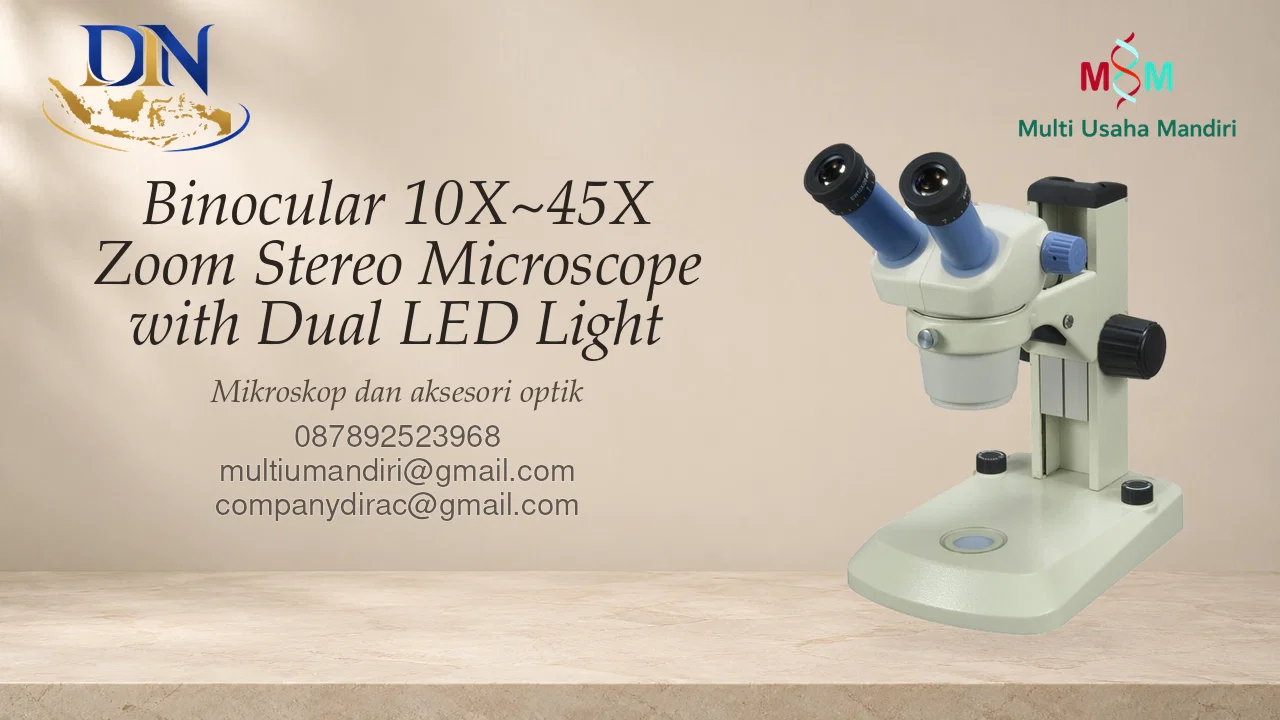 DIN
M M
Multi Usaha Mandiri
Binocular 10X~45X
Zoom Stereo Microscope
with Dual LED Light
Mikroskop dan aksesori optik
087892523968
multiumandiri@gmail.com
companydirac@gmail.com